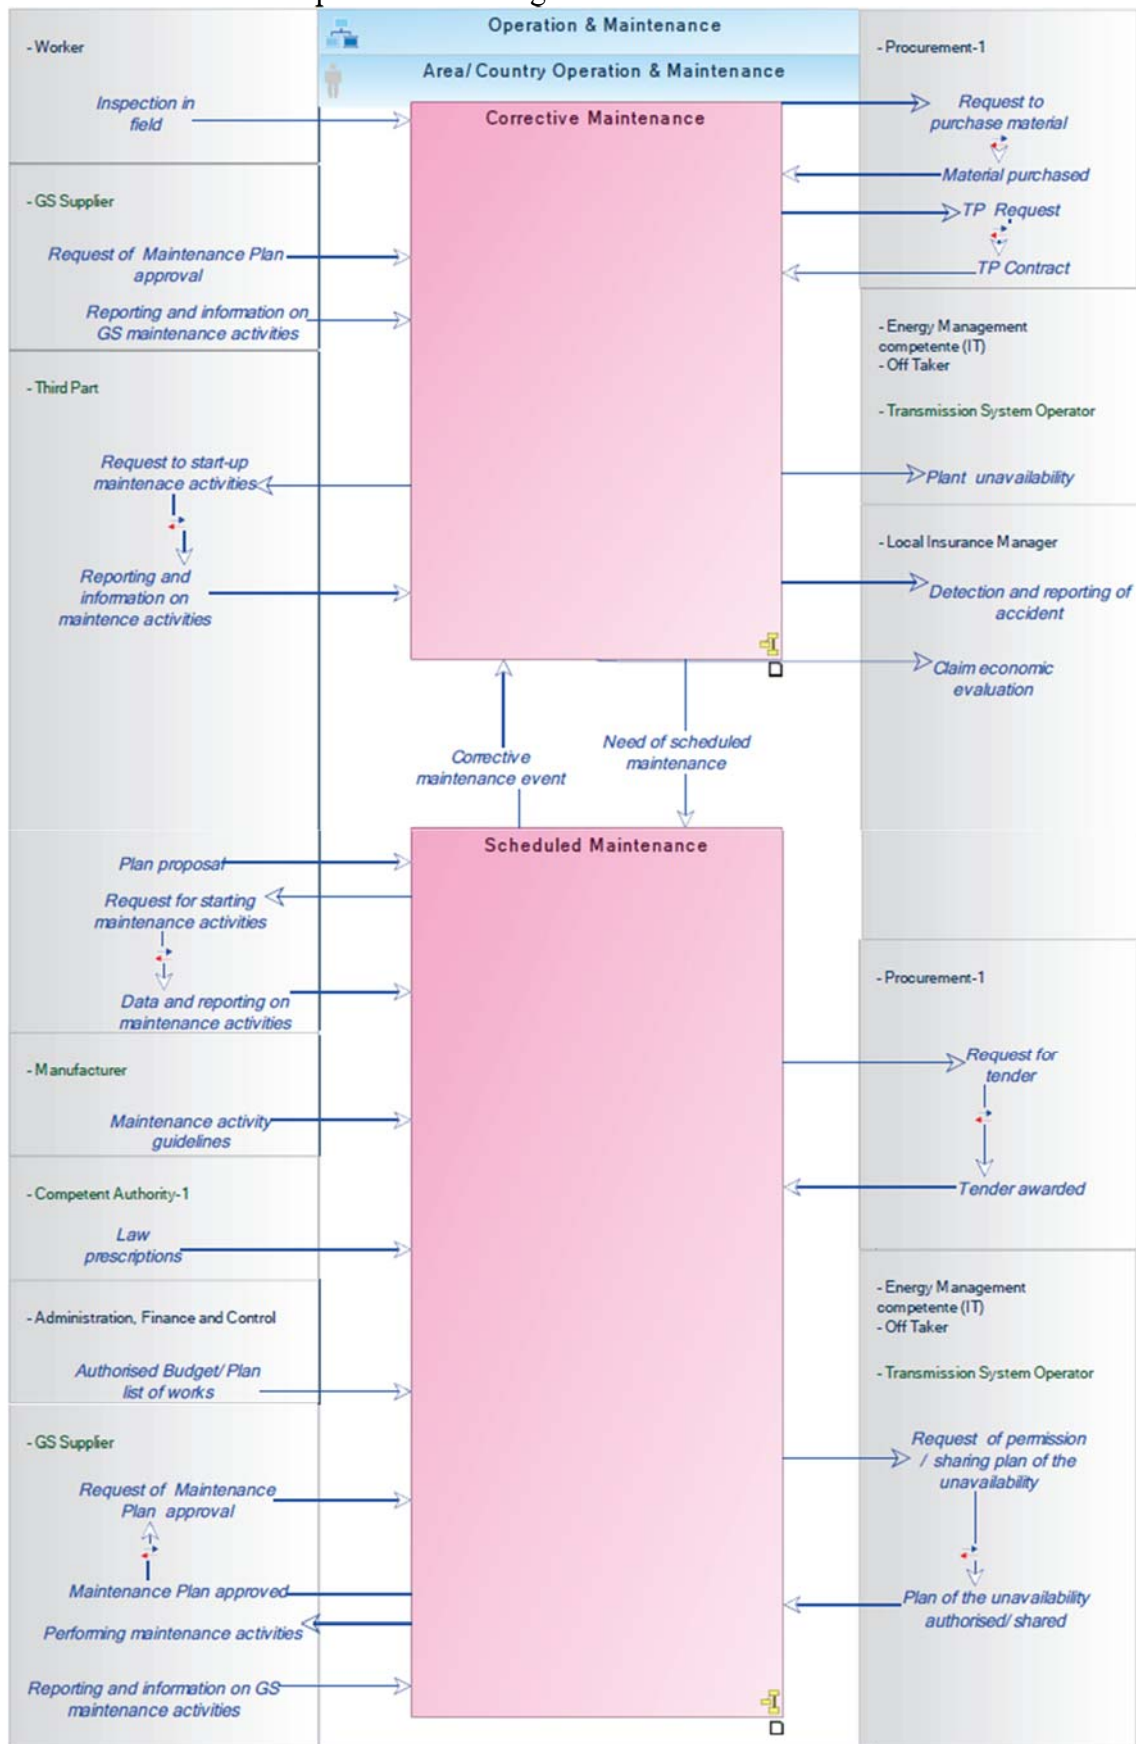 Operation & Maintenance
Area/ Country Operation & Maintenance
- Worker
Inspection in
field
- GS Supplier
Request of Maintenance Plan
approval
Reporting and information on
GS maintenance activities
- Third Part
Request to start-up
maintenace activities
Reporting and
information on
maintence activities
Corrective Maintenance
- Procurement-1
Request to
purchase material
Material purchased
TP Request
TP Contract
- Energy Management
competente (IT)
- Off Taker
- Transmission System Operator
Plant unavailability
- Local Insurance Manager
Detection and reporting of
accident
Claim economic
evaluation
Corrective
maintenance event
Need of scheduled
maintenance
Plan proposal
Request for starting
maintenance activities
Data and reporting on
maintenance activities
- Manufacturer
Maintenance activity
guidelines
- Competent Authority-1
Law
prescriptions
- Administration, Finance and Control
Authorised Budget/ Plan
list of works
- GS Supplier
Request of Maintenance
Plan approval
Maintenance Plan approved
Performing maintenance activities
Reporting and information on GS
maintenance activities
Scheduled Maintenance
- Procurement-1
Request for
tender
Tender awarded
- Energy Management
competente (IT)
- Off Taker
- Transmission System Operator
Request of permission
/ sharing plan of the
unavailability
Plan of the unavailability
authorised/ shared